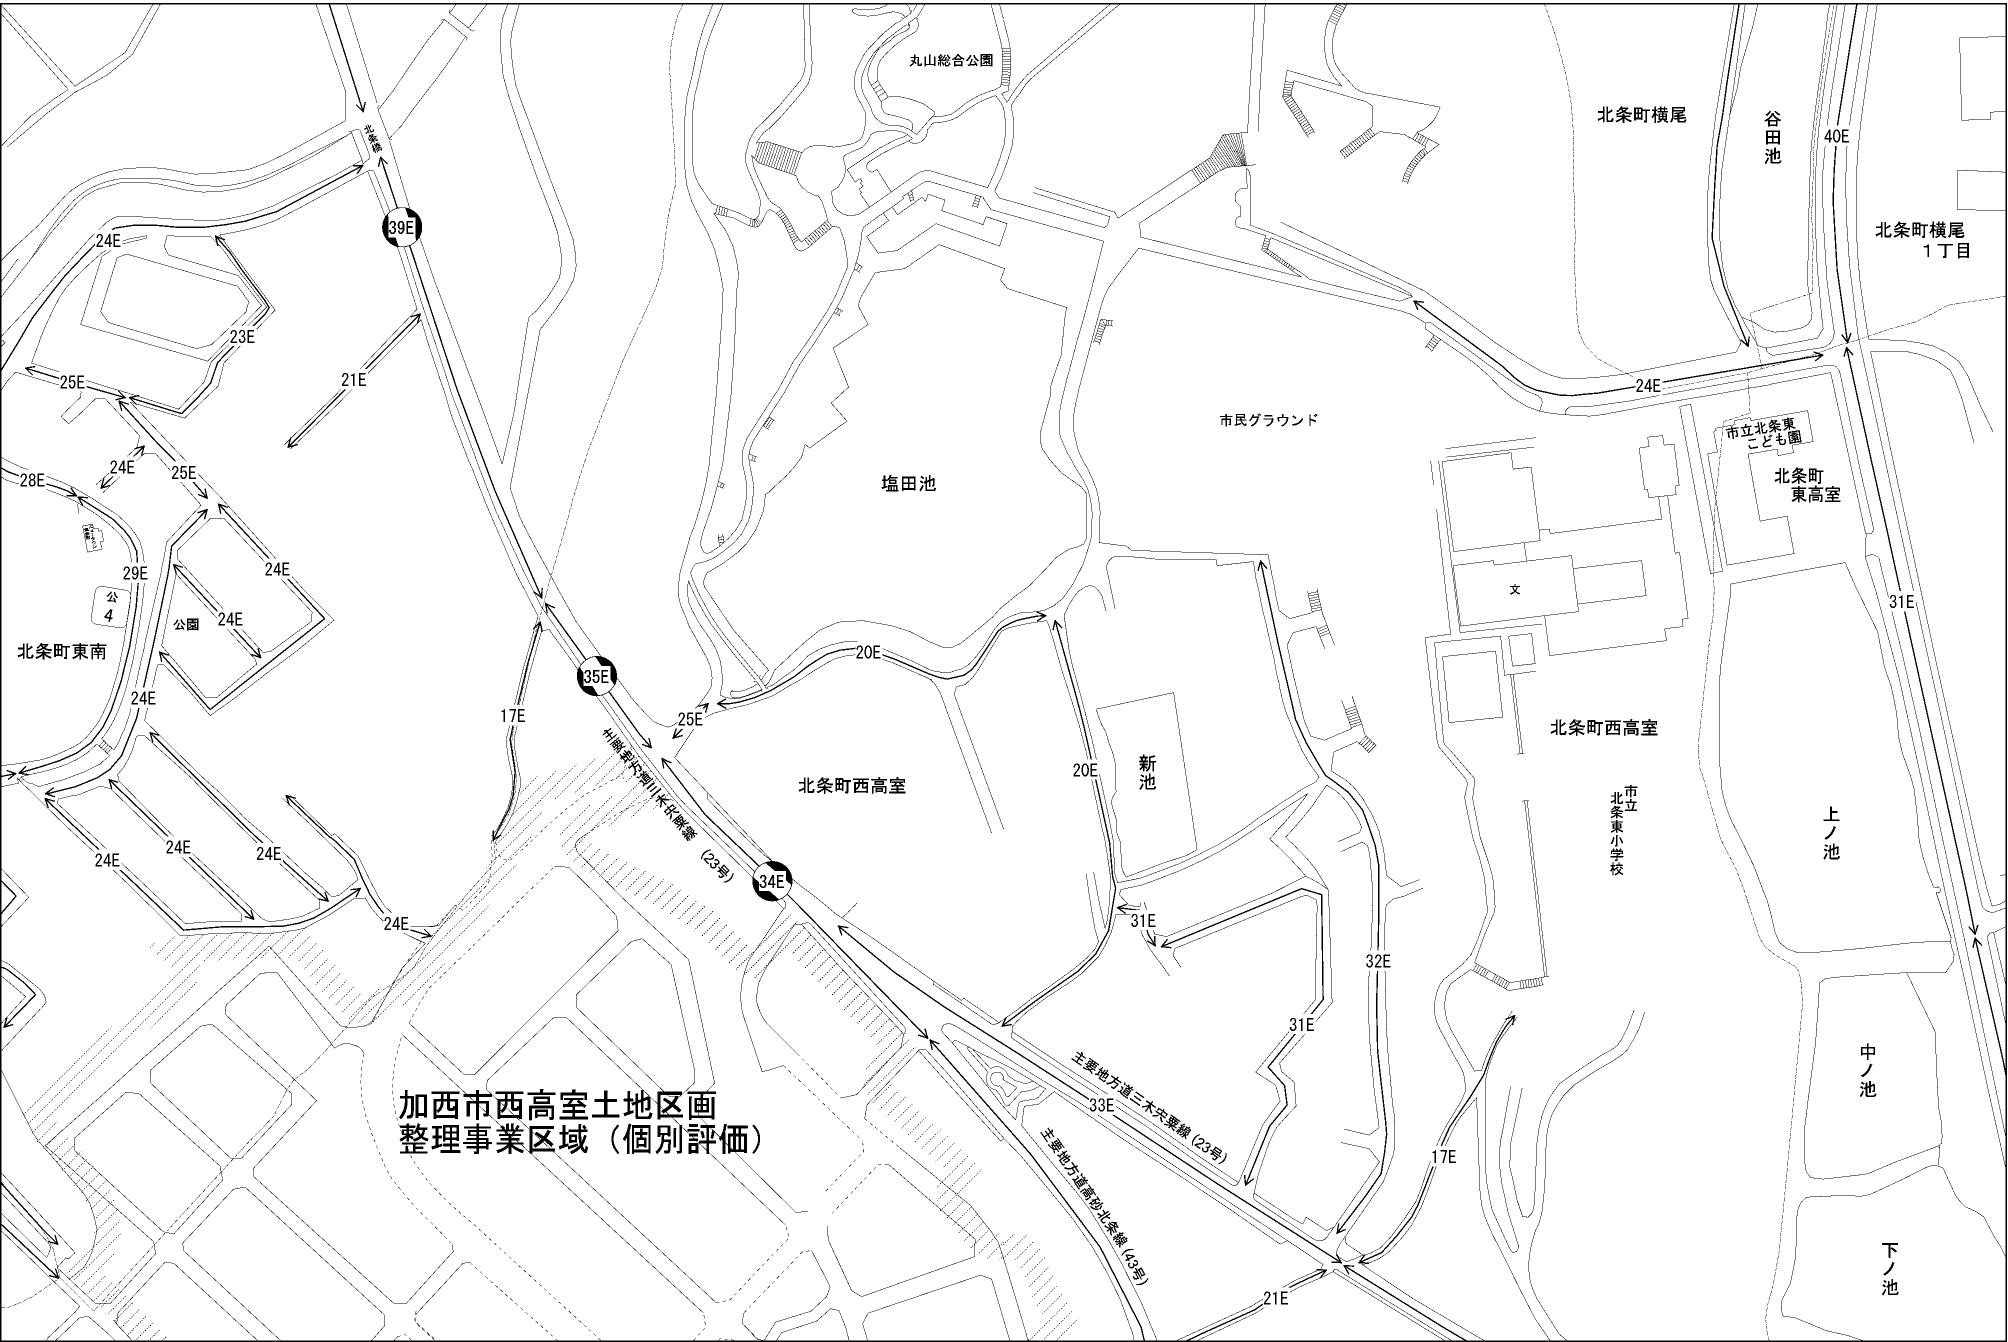 丸山総合公園
北条町横尾
谷田池
40E
北条橋
39E
24E
北条町横尾
1丁目
23E
21E
25E
24E
市民グラウンド
市立北条東
こども園
北条町
東高室
24E
25E
28E
塩田池
29E
24E
公
4
文
31E
24E
公園
北条町東南
20E
35E
24E
17E
25E
北条町西高室
主要地方道三木宍粟線 (23号)
20E
新池
北条町西高室
市立
北条東小学校
上ノ池
24E
24E
24E
34E
24E
31E
32E
31E
中ノ池
主要地方道三木宍粟線 (23号)
33E
加西市西高室土地区画
整理事業区域（個別評価）
主要地方道高砂北条線 (43号)
17E
下ノ池
21E